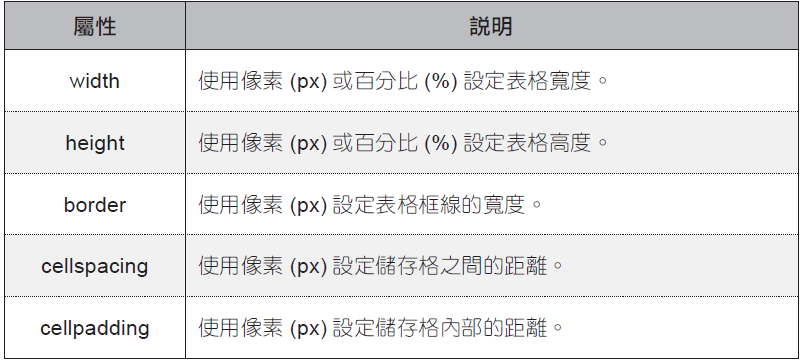 屬性 說明
width 使用像素 (px) 或百分比 (%) 設定表格寬度。
height 使用像素 (px) 或百分比 (%) 設定表格高度。
border 使用像素 (px) 設定表格框線的寬度。
cellspacing 使用像素 (px) 設定儲存格之間的距離。
cellpadding 使用像素 (px) 設定儲存格內部的距離。